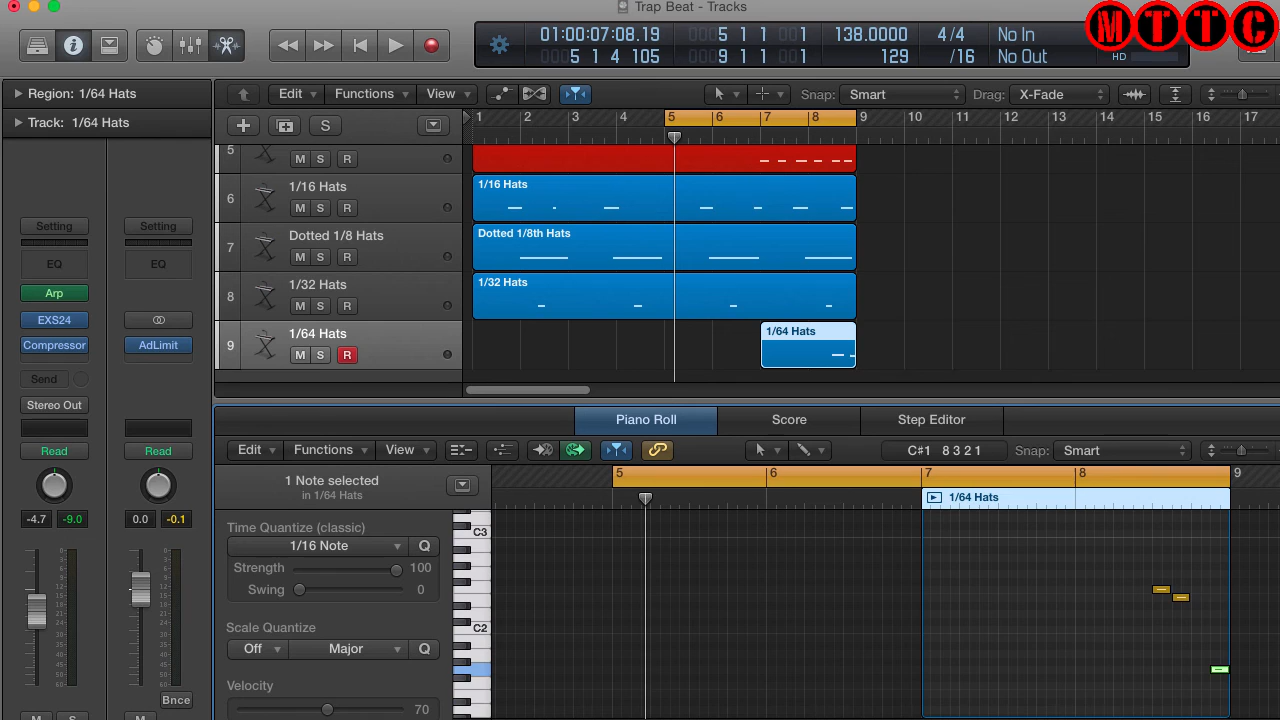 Trap Beat - Tracks
MTTC
01:00:07:08.19
5 1 4 105
5 1 1 1
9 1 1 1
138.0000
129
4/4
/16
No In
No Out
HD
Region: 1/64 Hats
Track: 1/64 Hats
Edit
Functions
View
Snap: Smart
Drag: X-Fade
S
1 2 3 4 5 6 7 8 9 10 11 12 13 14 15 16 17
5
M S R
6
1/16 Hats
M S R
1/16 Hats
7
Dotted 1/8 Hats
M S R
Dotted 1/8th Hats
8
1/32 Hats
M S R
1/32 Hats
9
1/64 Hats
M S R
1/64 Hats
Setting
Setting
EQ
EQ
Arp
EXS24
Compressor
AdLimit
Send
Stereo Out
Read
Read
-4.7 -9.0
0.0 -0.1
Bnce
M S
M
Piano Roll
Score
Step Editor
Edit
Functions
View
C#1 8 3 2 1
Snap: Smart
1 Note selected
in 1/64 Hats
5 6 7 8 9
1/64 Hats
Time Quantize (classic)
1/16 Note
Q
Strength 100
Swing 0
Scale Quantize
Off
Major
Q
Velocity
70
C3
C2